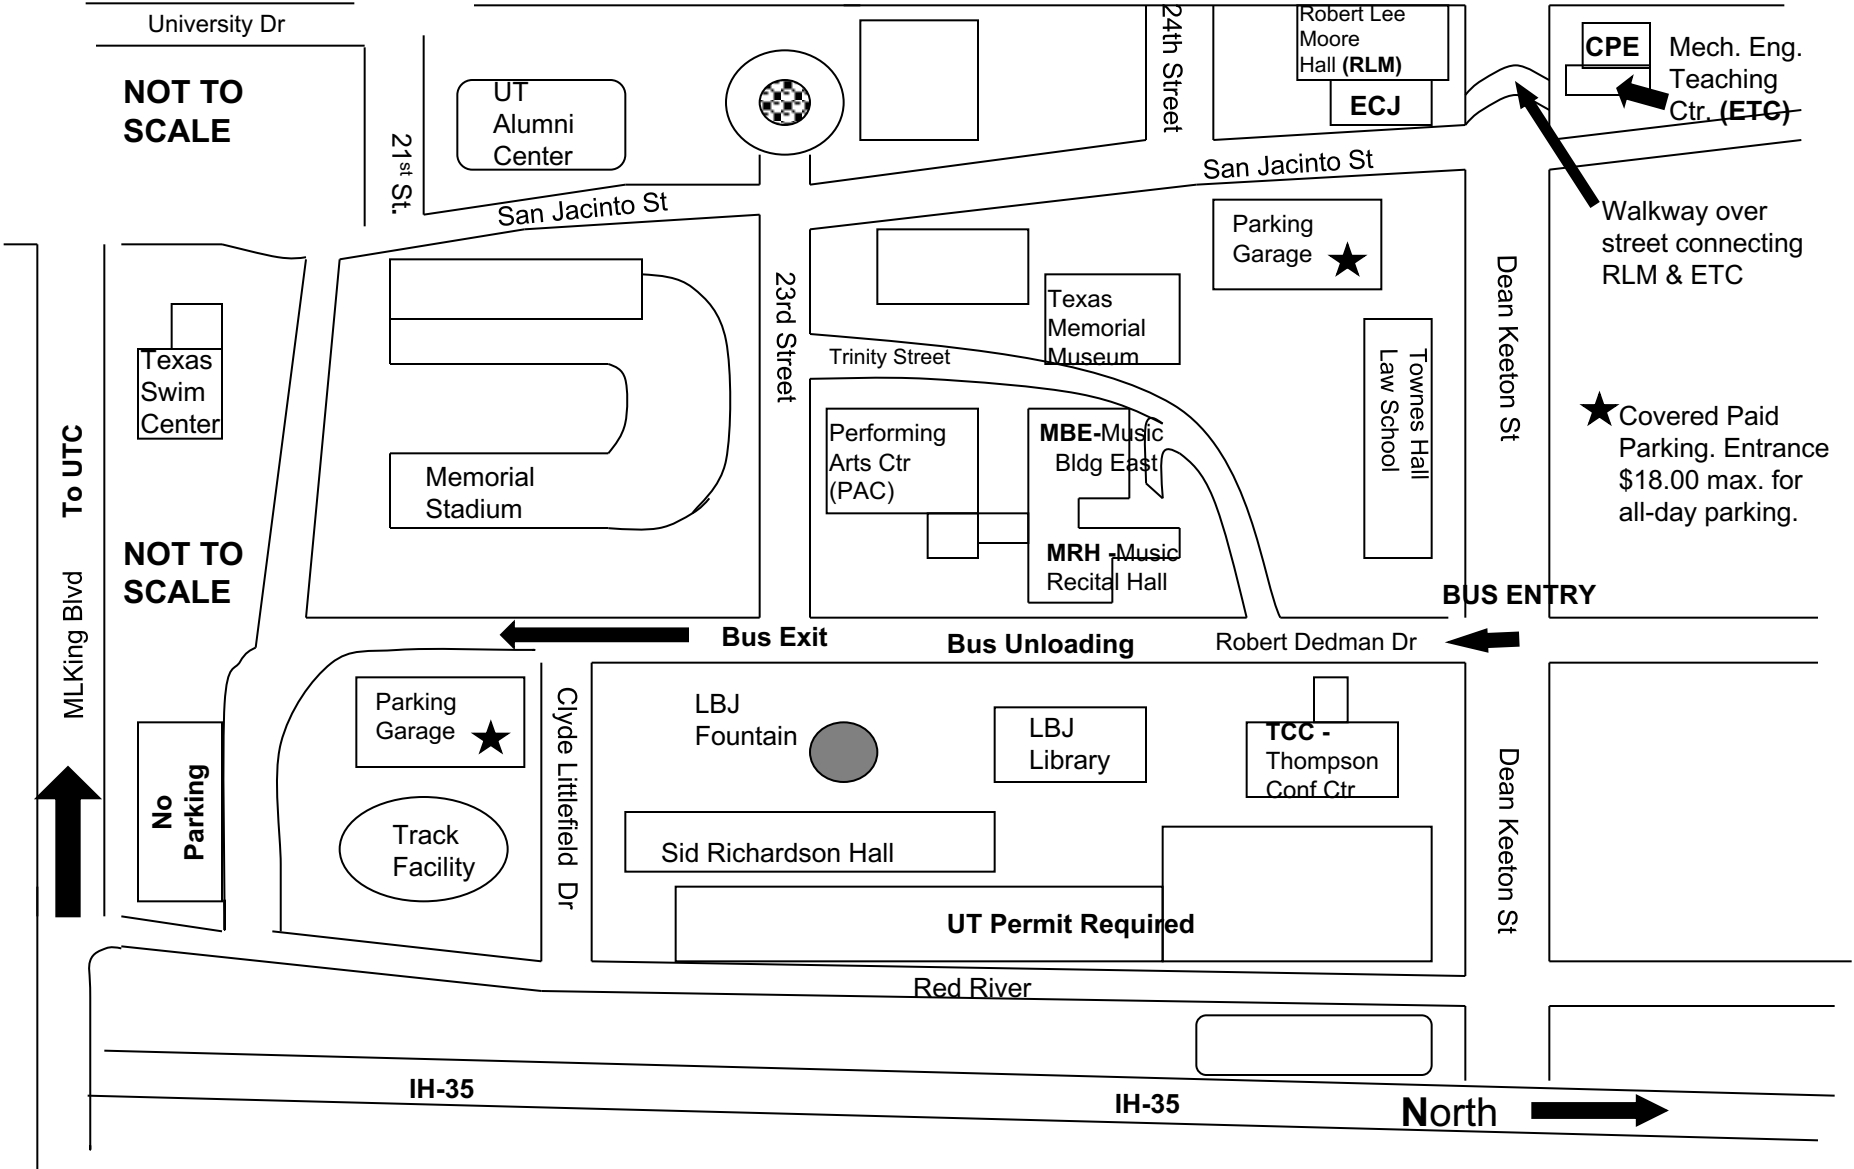 University Dr
NOT TO
SCALE
21st St.
UT
Alumni
Center
24th Street
Robert Lee
Moore
Hall (RLM)
ECJ
CPE
Mech. Eng.
Teaching
Ctr. (ETC)
San Jacinto St
San Jacinto St
Walkway over
street connecting
RLM & ETC
Parking
Garage
Texas
Memorial
Museum
23rd Street
Trinity Street
Dean Keeton St
Townes Hall
Law School
Texas
Swim
Center
To UTC
MLKing Blvd
NOT TO
SCALE
Memorial
Stadium
Performing
Arts Ctr
(PAC)
MBE-Music
Bldg East
MRH -Music
Recital Hall
Covered Paid
Parking. Entrance
$18.00 max. for
all-day parking.
BUS ENTRY
Bus Exit
Bus Unloading
Robert Dedman Dr
Parking
Garage
Clyde Littlefield Dr
LBJ
Fountain
LBJ
Library
TCC -
Thompson
Conf Ctr
Dean Keeton St
No
Parking
Track
Facility
Sid Richardson Hall
UT Permit Required
Red River
IH-35
IH-35
North